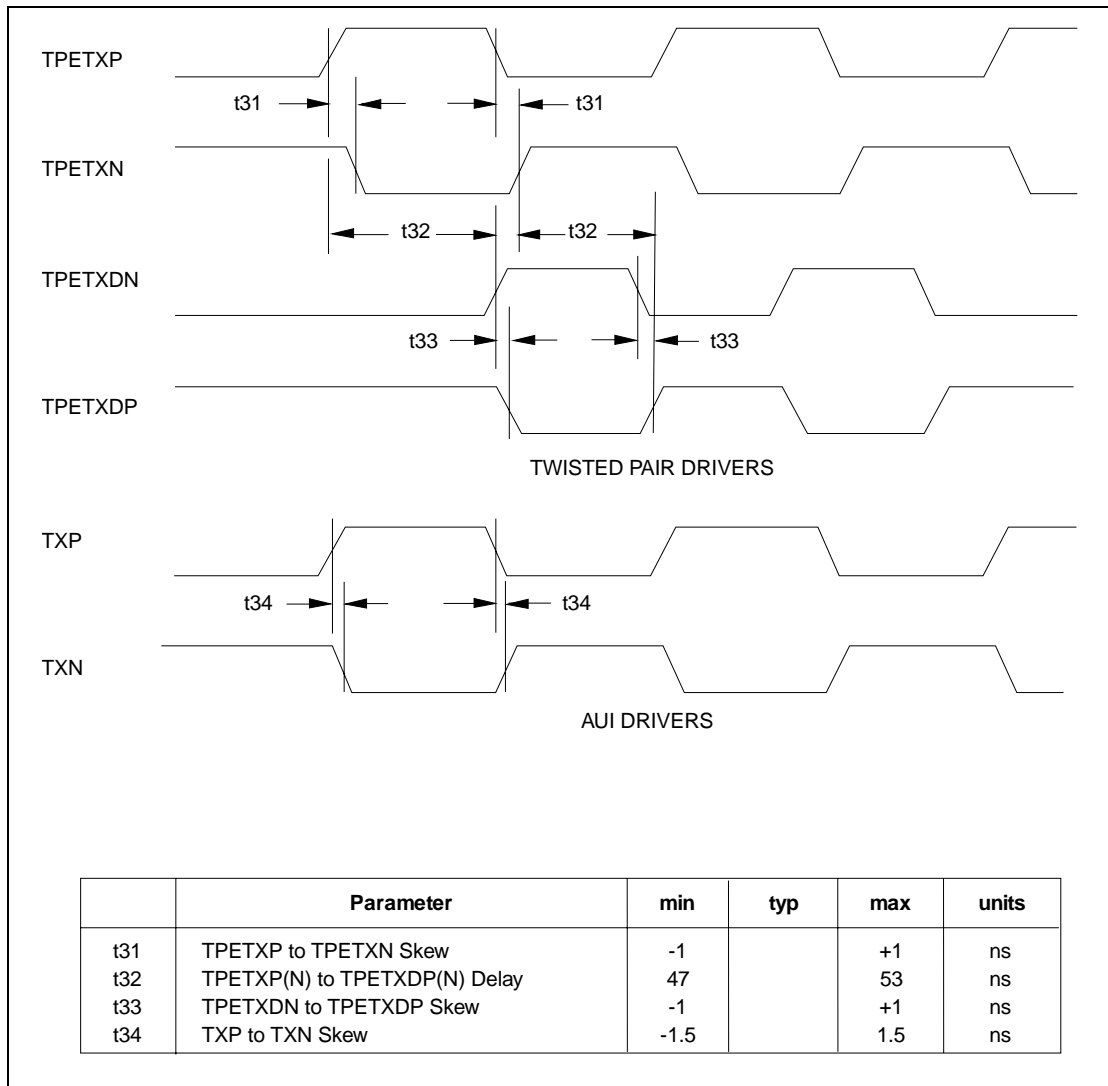 TPETXP
t31 t31
TPETXN
t32 t32
TPETXDN
t33 t33
TPETXDP
TWISTED PAIR DRIVERS
TXP
t34 t34
TXN
AUI DRIVERS
Parameter min typ max units
t31 TPETXP to TPETXN Skew -1 +1 ns
t32 TPETXP(N) to TPETXDP(N) Delay 47 53 ns
t33 TPETXDN to TPETXDP Skew -1 +1 ns
t34 TXP to TXN Skew -1.5 1.5 ns